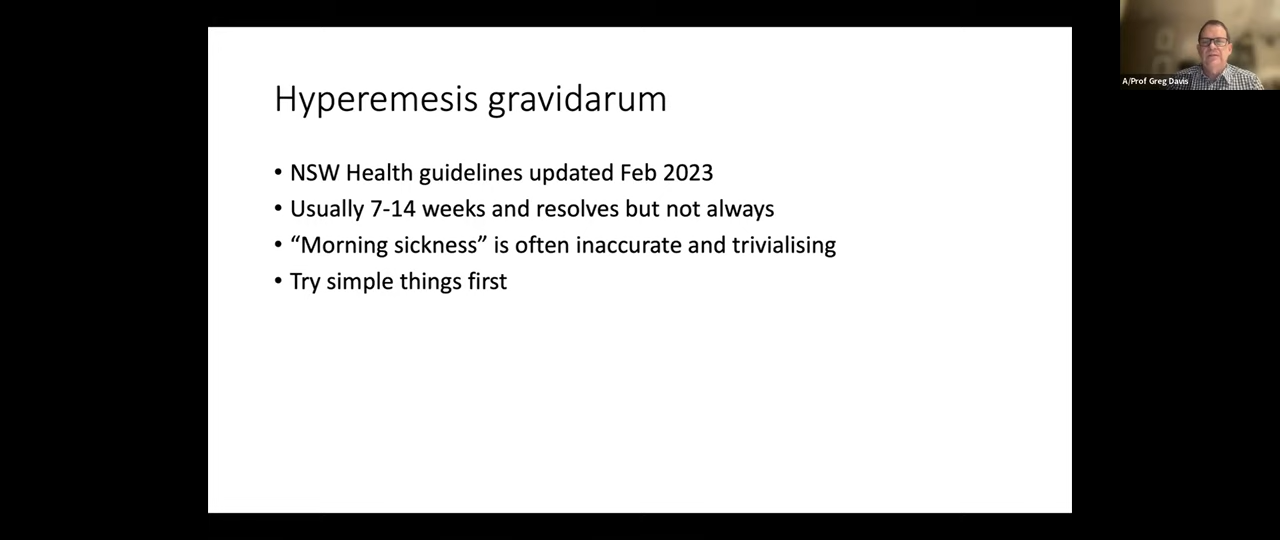 Hyperemesis gravidarum
• NSW Health guidelines updated Feb 2023
• Usually 7-14 weeks and resolves but not always
• “Morning sickness” is often inaccurate and trivialising
• Try simple things first
A/Prof Greg Davis